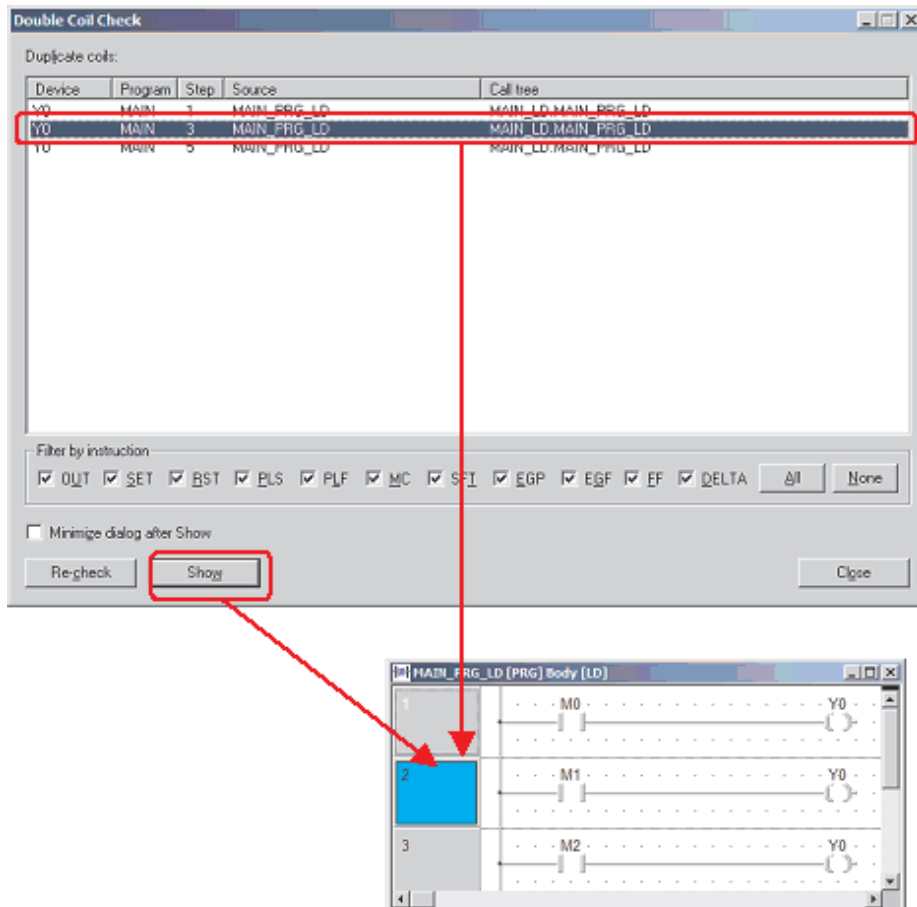 Double Coil Check
Duplicate coils:
Device Program Step Source Call tree
Y0 MAIN 1 MAIN_PRG_LD MAIN_LD.MAIN_PRG_LD
Y0 MAIN 3 MAIN_PRG_LD MAIN_LD.MAIN_PRG_LD
Y0 MAIN 5 MAIN_PRG_LD MAIN_LD.MAIN_PRG_LD
Filter by instruction
OUT SET RST PLS PLF MC SFT EGP EGF FF DELTA All None
Minimize dialog after Show
Re-check Show Close
MAIN_PRG_LD [PRG] Body [LD]
1 M0 Y0
2 M1 Y0
3 M2 Y0